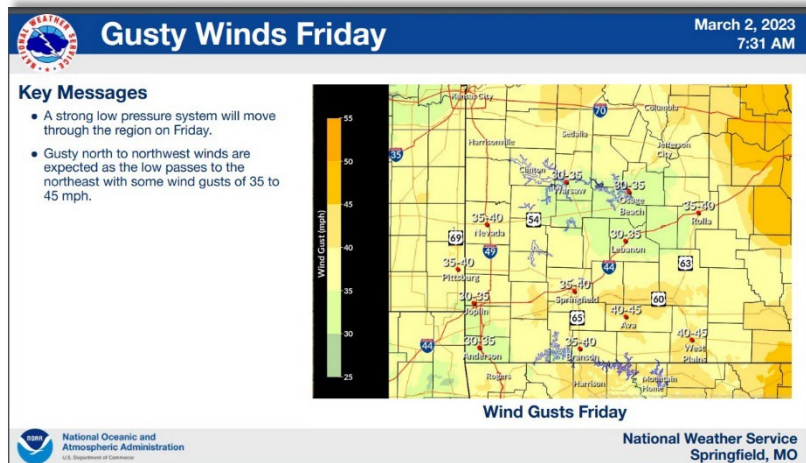 NATIONAL WEATHER SERVICE
Gusty Winds Friday
March 2, 2023
7:31 AM
Key Messages
• A strong low pressure system will move
through the region on Friday.
• Gusty north to northwest winds are
expected as the low passes to the
northeast with some wind gusts of 35 to
45 mph.
Wind Gust (mph)
55
50
45
40
35
30
25
Kansas City
70
Columbia
35
Harrisonville
Sedalia
Jefferson
City
Clinton
30-35
Warsaw
30-35
Osage
Beach
35-40
Rolla
35-40
Nevada
54
69
49
30-35
Lebanon
63
35-40
Pittsburg
44
35-40
Springfield
60
30-35
Joplin
65
40-45
Ava
44
30-35
Anderson
35-40
Branson
40-45
West
Plains
Rogers
Harrison
Mountain
Home
Wind Gusts Friday
NOAA
National Oceanic and
Atmospheric Administration
U.S. Department of Commerce
National Weather Service
Springfield, MO